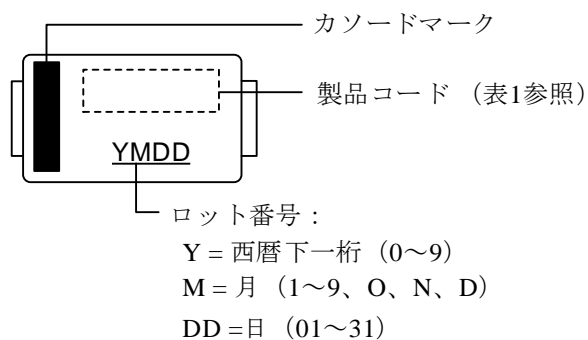 カソードマーク
製品コード （表1参照）
YMDD
ロット番号：
Y = 西暦下一桁（0～9）
M = 月（1～9、O、N、D）
DD =日（01～31）